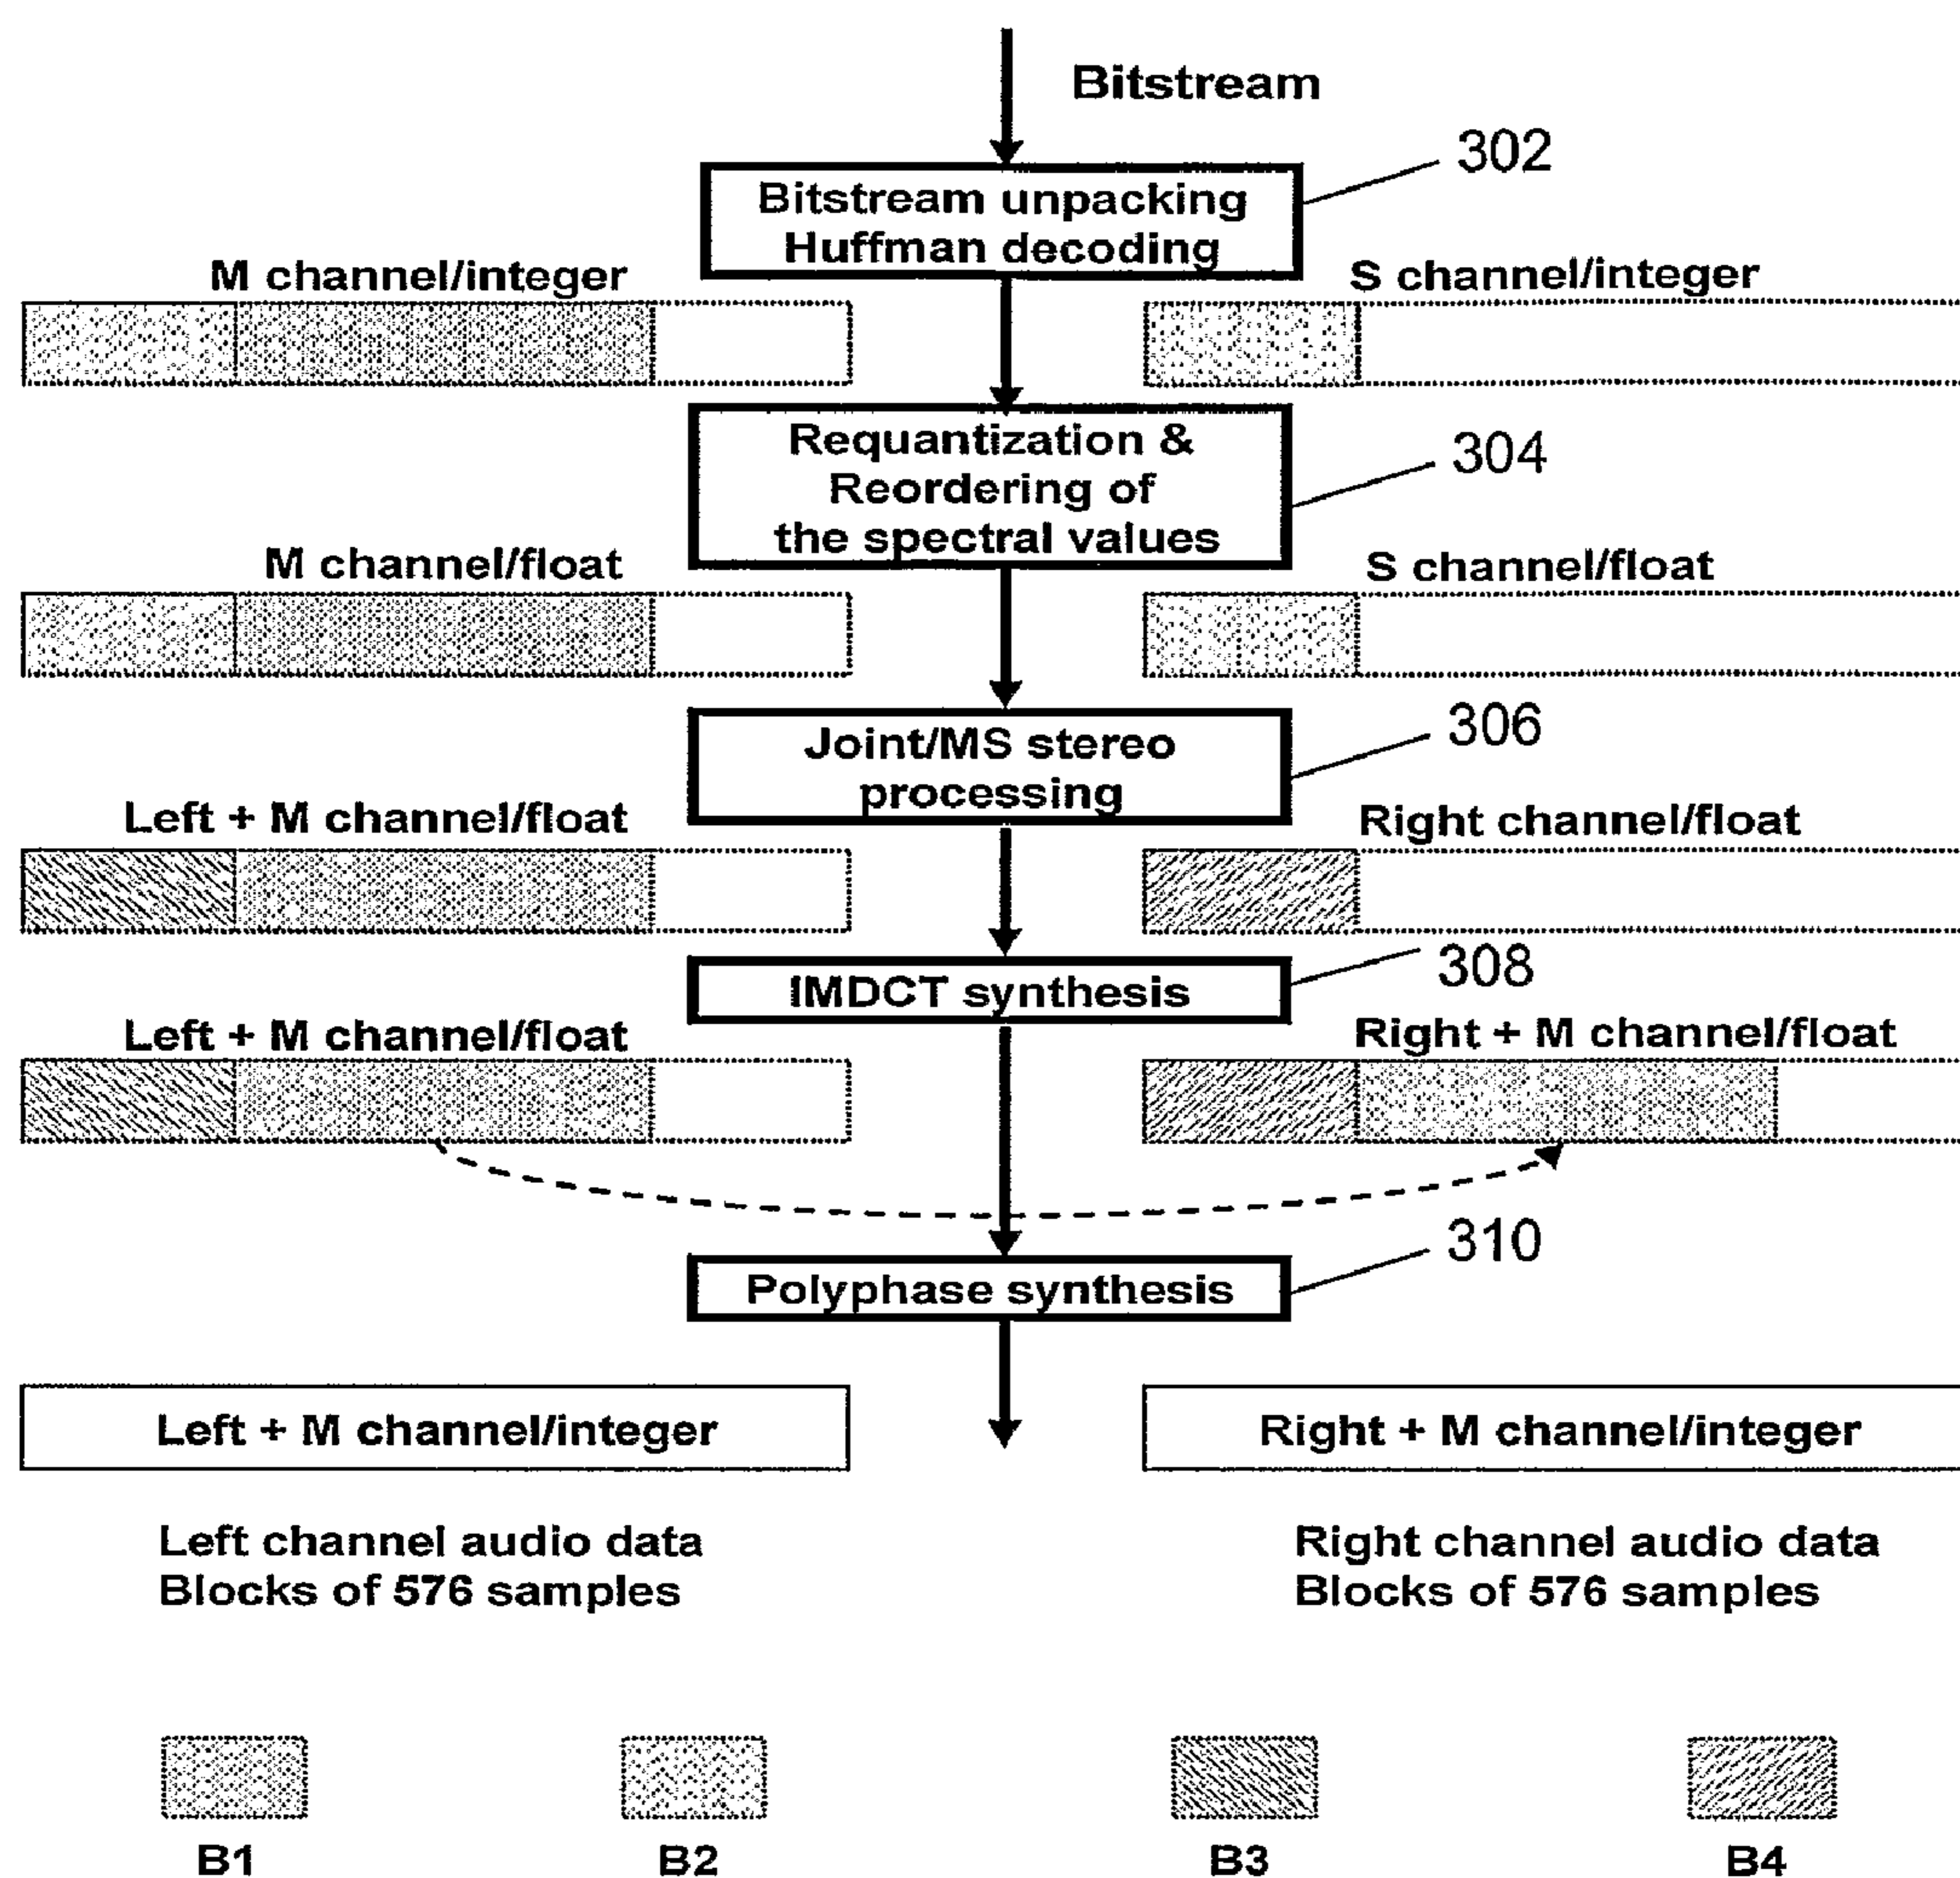 Bitstream
302
Bitstream unpacking
Huffman decoding
M channel/integer
S channel/integer
304
Requantization &
Reordering of
the spectral values
M channel/float
S channel/float
306
Joint/MS stereo
processing
Left + M channel/float
Right channel/float
308
IMDCT synthesis
Left + M channel/float
Right + M channel/float
310
Polyphase synthesis
Left + M channel/integer
Right + M channel/integer
Left channel audio data
Blocks of 576 samples
Right channel audio data
Blocks of 576 samples
B1
B2
B3
B4